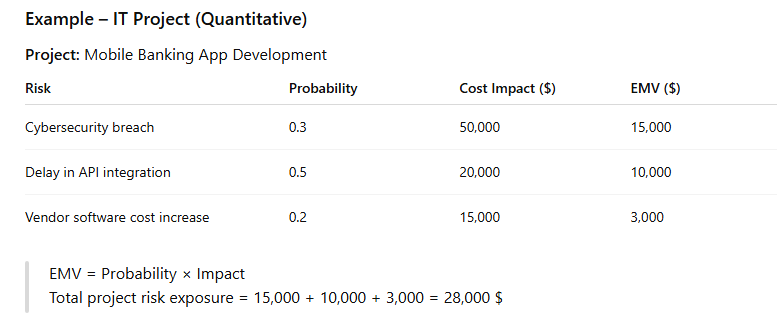 Example – IT Project (Quantitative)
Project: Mobile Banking App Development
Risk Probability Cost Impact ($) EMV ($)
Cybersecurity breach 0.3 50,000 15,000
Delay in API integration 0.5 20,000 10,000
Vendor software cost increase 0.2 15,000 3,000
EMV = Probability × Impact
Total project risk exposure = 15,000 + 10,000 + 3,000 = 28,000 $